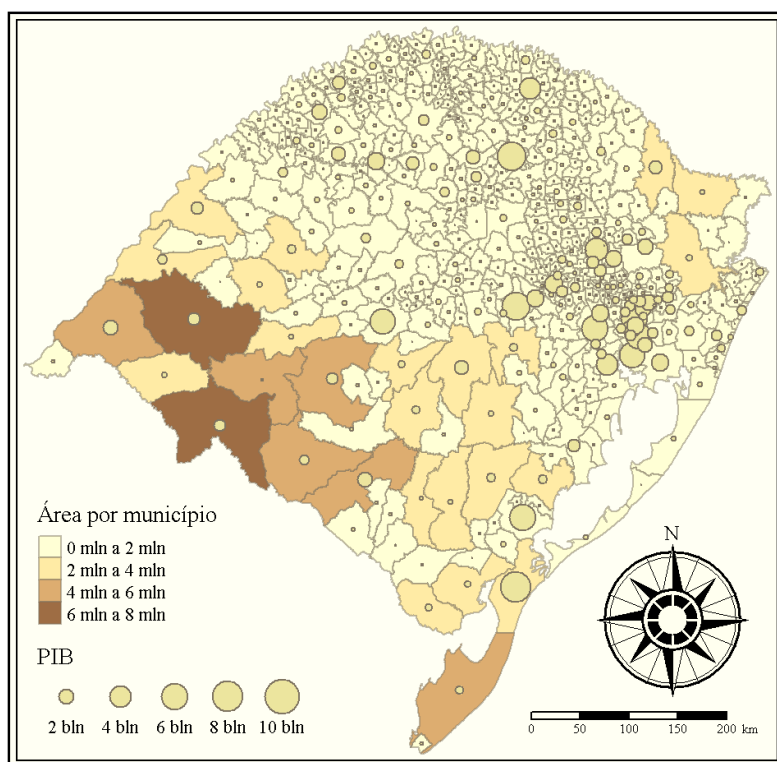 Área por município
0 mln a 2 mln
2 mln a 4 mln
4 mln a 6 mln
6 mln a 8 mln
PIB
2 bln 4 bln 6 bln 8 bln 10 bln
N
0 50 100 150 200 km